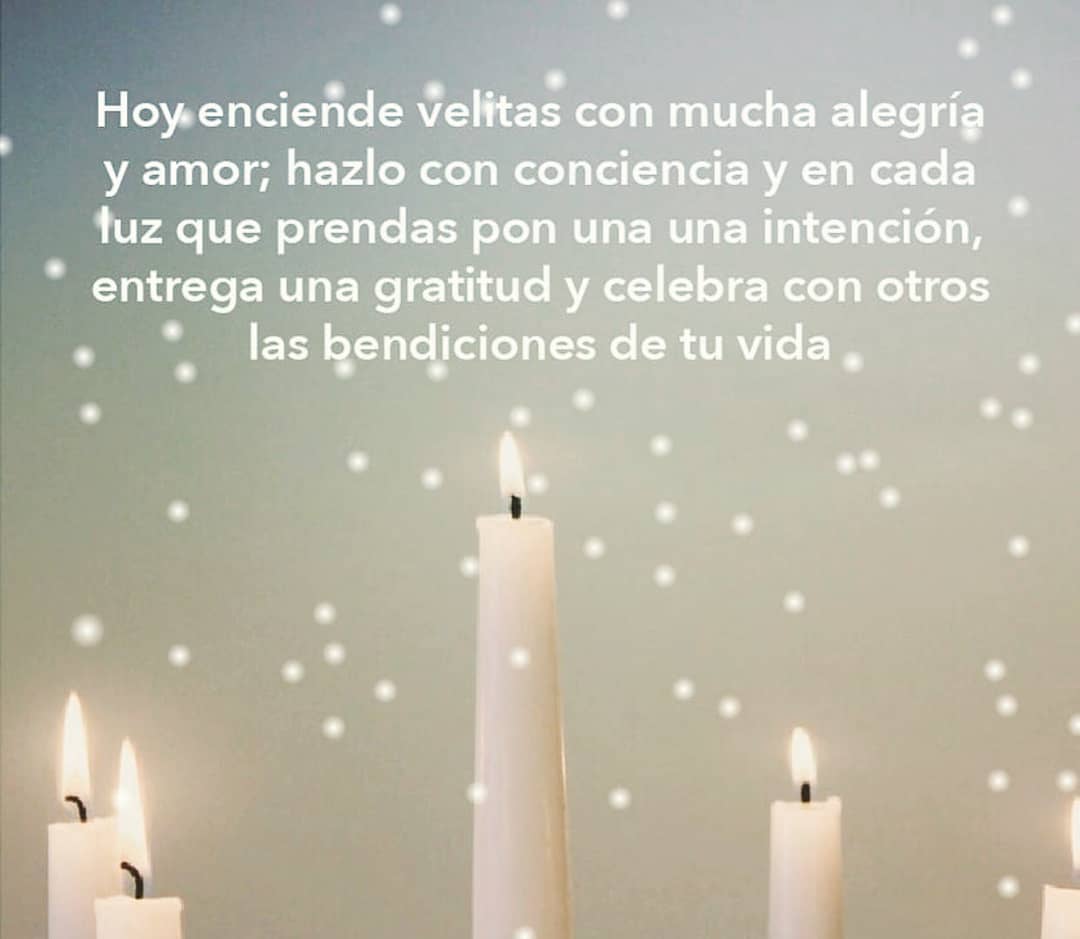 Hoy enciende velitas con mucha alegría
y amor; hazlo con conciencia y en cada
luz que prendas pon una una intención,
entrega una gratitud y celebra con otros
las bendiciones de tu vida